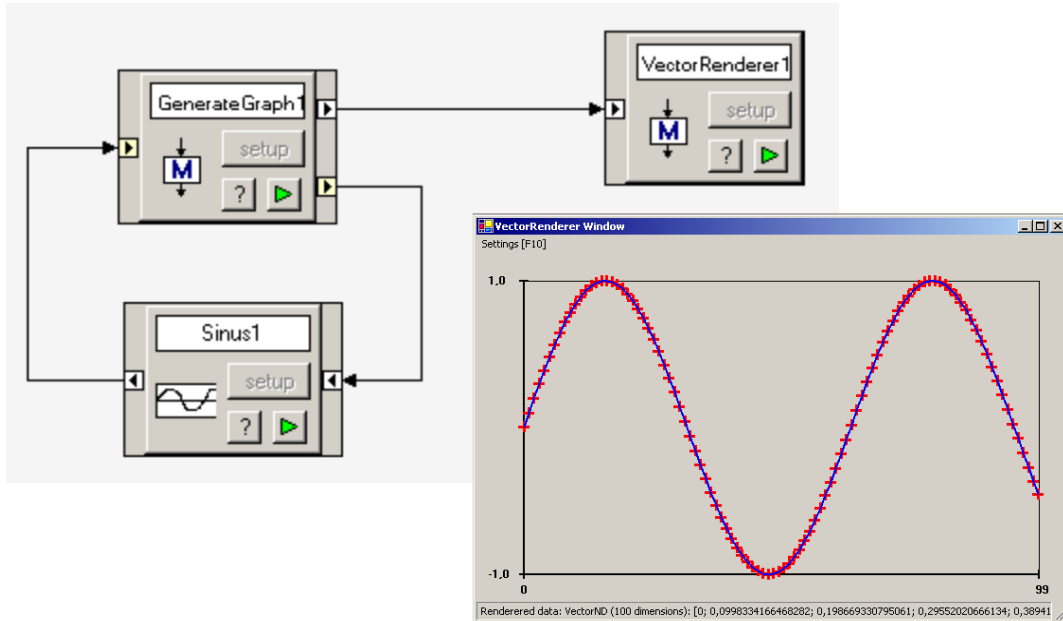 VectorRenderer1
setup
M
?
GenerateGraph1
setup
M
?
VectorRenderer Window
Settings [F10]
1,0
-1,0
0
99
Renderered data: VectorND (100 dimensions): [0; 0,0998334166468282; 0,198669330795061; 0,29552020666134; 0,38941
Sinus1
setup
?